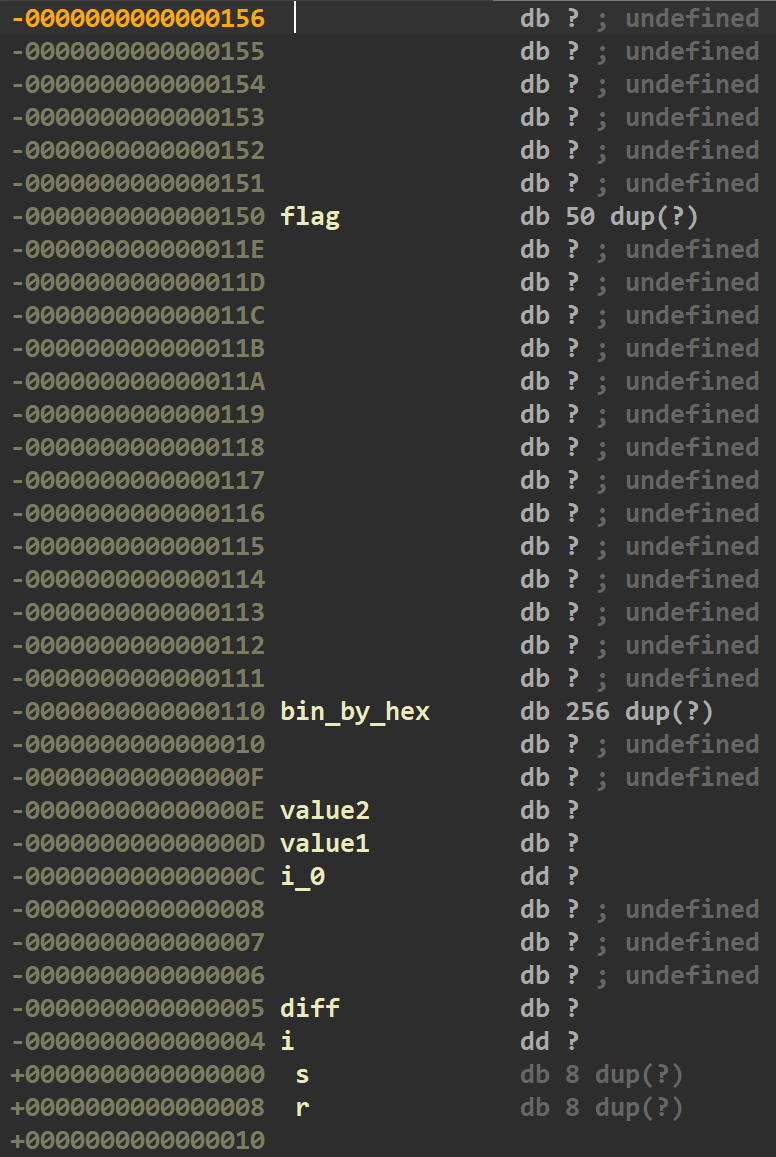 -0000000000000156 db ? ; undefined
-0000000000000155 db ? ; undefined
-0000000000000154 db ? ; undefined
-0000000000000153 db ? ; undefined
-0000000000000152 db ? ; undefined
-0000000000000151 db ? ; undefined
-0000000000000150 flag db 50 dup(?)
-000000000000011E db ? ; undefined
-000000000000011D db ? ; undefined
-000000000000011C db ? ; undefined
-000000000000011B db ? ; undefined
-000000000000011A db ? ; undefined
-0000000000000119 db ? ; undefined
-0000000000000118 db ? ; undefined
-0000000000000117 db ? ; undefined
-0000000000000116 db ? ; undefined
-0000000000000115 db ? ; undefined
-0000000000000114 db ? ; undefined
-0000000000000113 db ? ; undefined
-0000000000000112 db ? ; undefined
-0000000000000111 db ? ; undefined
-0000000000000110 bin_by_hex db 256 dup(?)
-0000000000000010 db ? ; undefined
-000000000000000F db ? ; undefined
-000000000000000E value2 db ?
-000000000000000D value1 db ?
-000000000000000C i_0 dd ?
-0000000000000008 db ? ; undefined
-0000000000000007 db ? ; undefined
-0000000000000006 db ? ; undefined
-0000000000000005 diff db ?
-0000000000000004 i dd ?
+0000000000000000 s db 8 dup(?)
+0000000000000008 r db 8 dup(?)
+0000000000000010